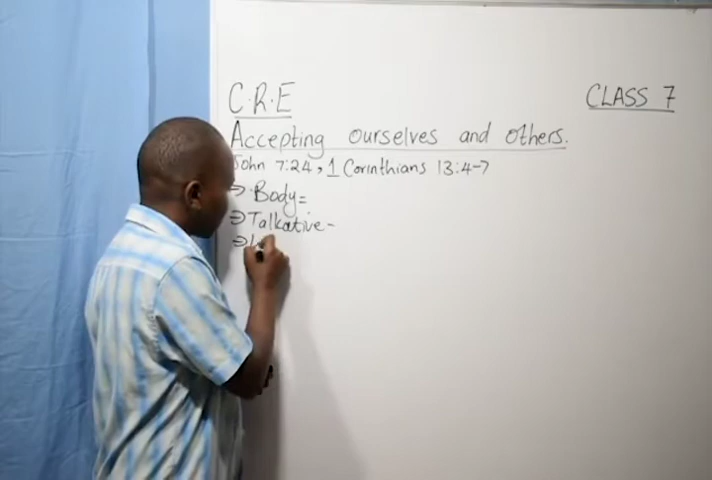 C.R.E CLASS 7
Accepting ourselves and others.
John 7:24, 1 Corinthians 13:4-7
→ Body=
→ Talkative-
→